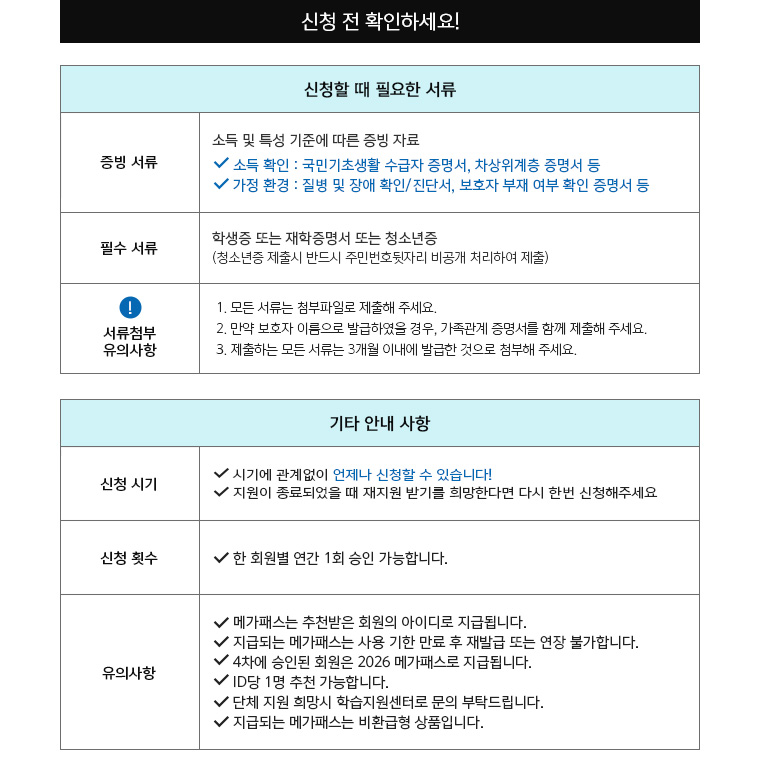 신청 전 확인하세요!
신청할 때 필요한 서류
증빙 서류
소득 및 특성 기준에 따른 증빙 자료
소득 확인 : 국민기초생활 수급자 증명서, 차상위계층 증명서 등
가정 환경 : 질병 및 장애 확인/진단서, 보호자 부재 여부 확인 증명서 등
필수 서류
학생증 또는 재학증명서 또는 청소년증
(청소년증 제출시 반드시 주민번호뒷자리 비공개 처리하여 제출)
!
서류첨부
유의사항
1. 모든 서류는 첨부파일로 제출해 주세요.
2. 만약 보호자 이름으로 발급하였을 경우, 가족관계 증명서를 함께 제출해 주세요.
3. 제출하는 모든 서류는 3개월 이내에 발급한 것으로 첨부해 주세요.
기타 안내 사항
신청 시기
시기에 관계없이 언제나 신청할 수 있습니다!
지원이 종료되었을 때 재지원 받기를 희망한다면 다시 한번 신청해주세요
신청 횟수
한 회원별 연간 1회 승인 가능합니다.
유의사항
메가패스는 추천받은 회원의 아이디로 지급됩니다.
지급되는 메가패스는 사용 기한 만료 후 재발급 또는 연장 불가합니다.
4차에 승인된 회원은 2026 메가패스로 지급됩니다.
ID당 1명 추천 가능합니다.
단체 지원 희망시 학습지원센터로 문의 부탁드립니다.
지급되는 메가패스는 비환급형 상품입니다.